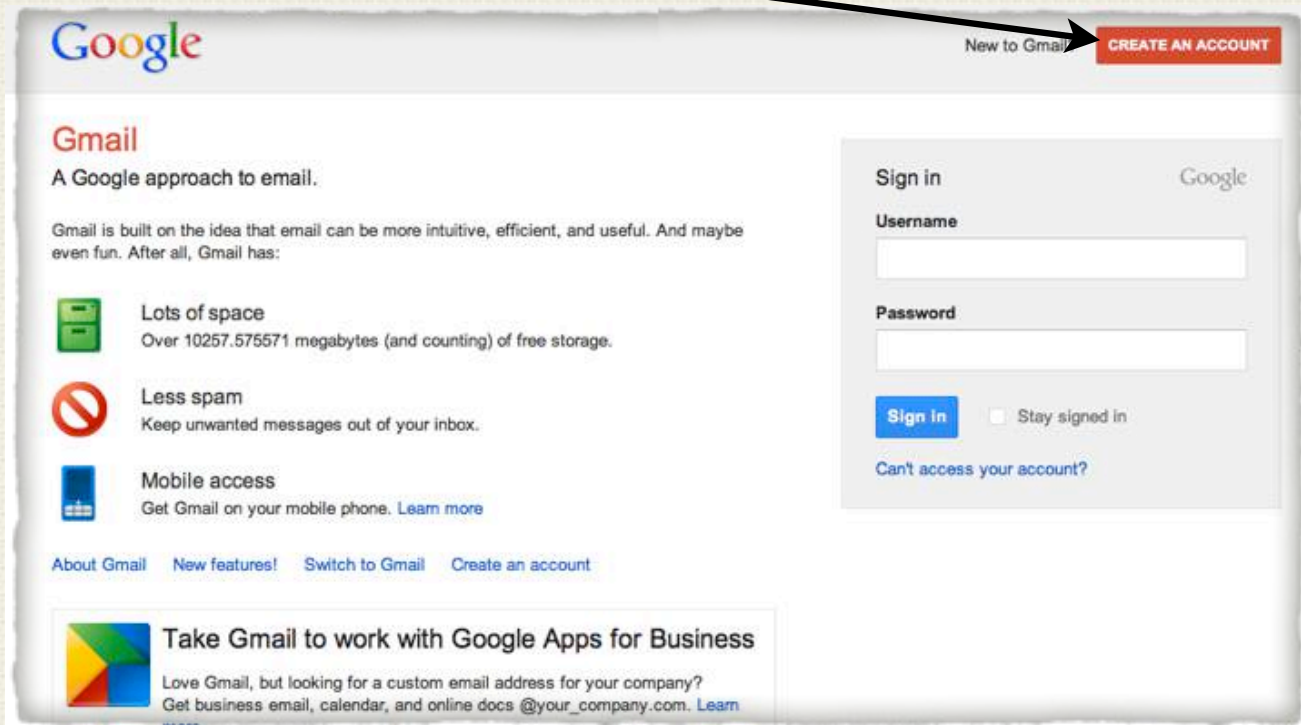 Google
New to Gmail
CREATE AN ACCOUNT
Gmail
A Google approach to email.
Gmail is built on the idea that email can be more intuitive, efficient, and useful. And maybe
even fun. After all, Gmail has:
Lots of space
Over 10257.575571 megabytes (and counting) of free storage.
Less spam
Keep unwanted messages out of your inbox.
Mobile access
Get Gmail on your mobile phone. Learn more
About Gmail New features! Switch to Gmail Create an account
Take Gmail to work with Google Apps for Business
Love Gmail, but looking for a custom email address for your company?
Get business email, calendar, and online docs @your_company.com. Learn
Sign in Google
Username
Password
Sign in Stay signed in
Can't access your account?